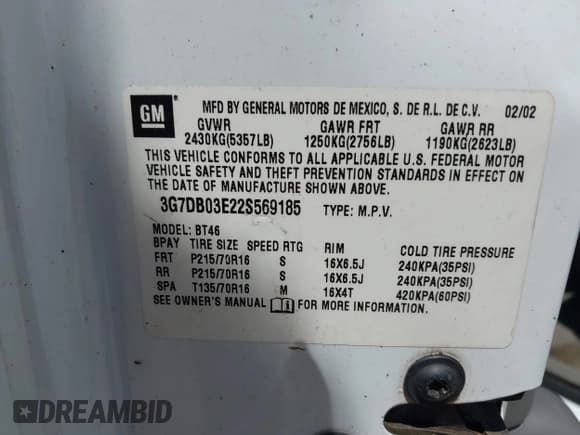 GM
MFD BY GENERAL MOTORS DE MEXICO, S. DE R.L. DE C.V. 02/02
GVWR GAWR FRT GAWR RR
2430KG(5357LB) 1250KG(2756LB) 1190KG(2623LB)
THIS VEHICLE CONFORMS TO ALL APPLICABLE U.S. FEDERAL MOTOR
VEHICLE SAFETY AND THEFT PREVENTION STANDARDS IN EFFECT ON
THE DATE OF MANUFACTURE SHOWN ABOVE.
3G7DB03E22S569185 TYPE: M.P.V.
MODEL: BT46
BPAY TIRE SIZE SPEED RTG RIM COLD TIRE PRESSURE
FRT P215/70R16 S 16X6.5J 240KPA(35PSI)
RR P215/70R16 S 16X6.5J 240KPA(35PSI)
SPA T135/70R16 M 16X4T 420KPA(60PSI)
SEE OWNER'S MANUAL FOR MORE INFORMATION.
DREAMBID